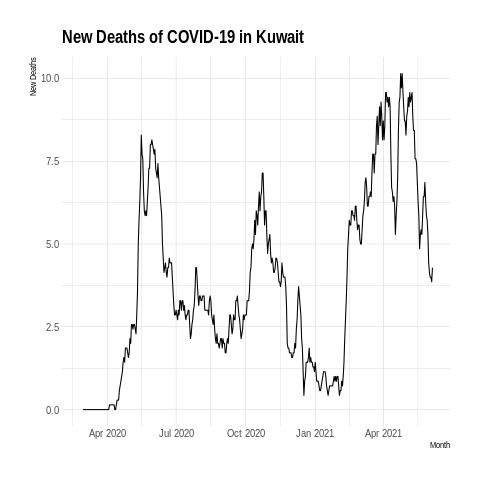 New Deaths of COVID-19 in Kuwait
New Deaths
10.0
7.5
5.0
2.5
0.0
Apr 2020
Jul 2020
Oct 2020
Jan 2021
Apr 2021
Month